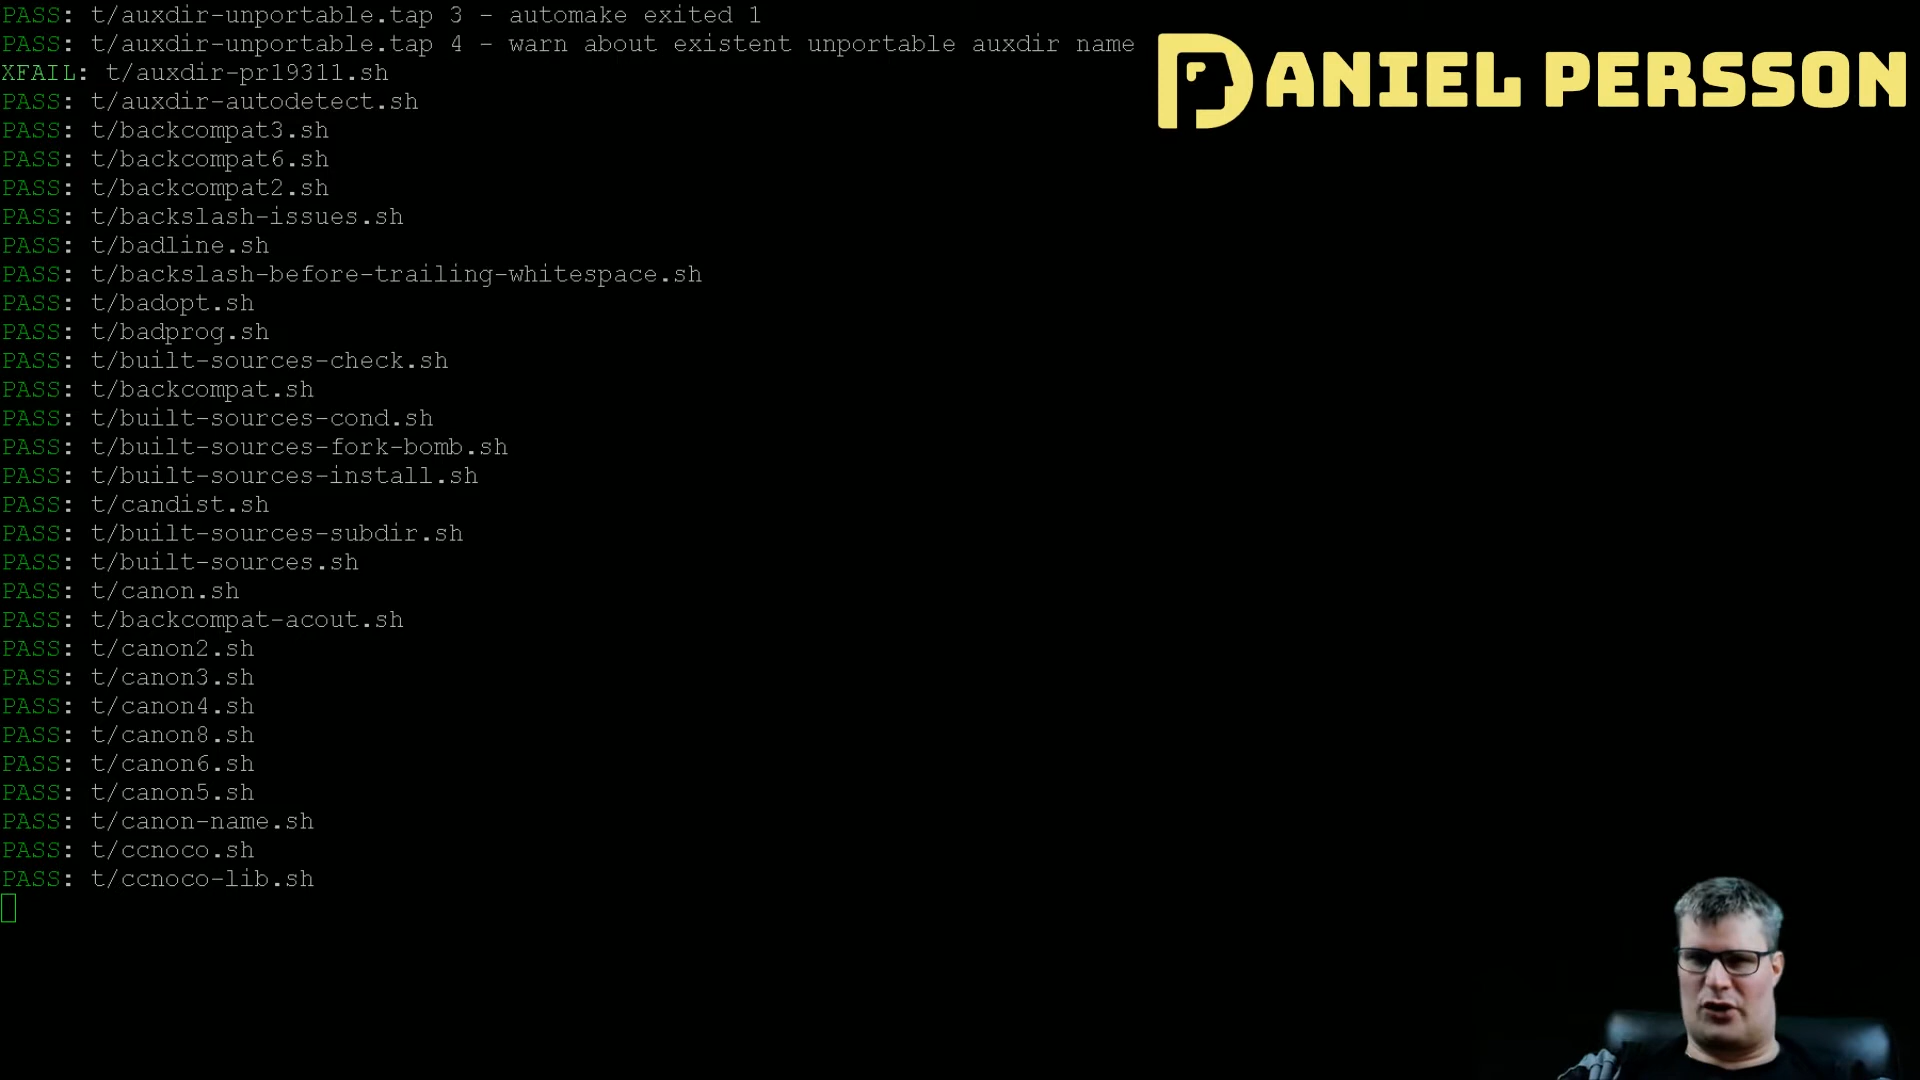 PASS: t/auxdir-unportable.tap 3 - automake exited 1
PASS: t/auxdir-unportable.tap 4 - warn about existent unportable auxdir name
XFAIL: t/auxdir-pr19311.sh
PASS: t/auxdir-autodetect.sh
PASS: t/backcompat3.sh
PASS: t/backcompat6.sh
PASS: t/backcompat2.sh
PASS: t/backslash-issues.sh
PASS: t/badline.sh
PASS: t/backslash-before-trailing-whitespace.sh
PASS: t/badopt.sh
PASS: t/badprog.sh
PASS: t/built-sources-check.sh
PASS: t/backcompat.sh
PASS: t/built-sources-cond.sh
PASS: t/built-sources-fork-bomb.sh
PASS: t/built-sources-install.sh
PASS: t/candist.sh
PASS: t/built-sources-subdir.sh
PASS: t/built-sources.sh
PASS: t/canon.sh
PASS: t/backcompat-acout.sh
PASS: t/canon2.sh
PASS: t/canon3.sh
PASS: t/canon4.sh
PASS: t/canon8.sh
PASS: t/canon6.sh
PASS: t/canon5.sh
PASS: t/canon-name.sh
PASS: t/ccnoco.sh
PASS: t/ccnoco-lib.sh
DANIEL PERSSON